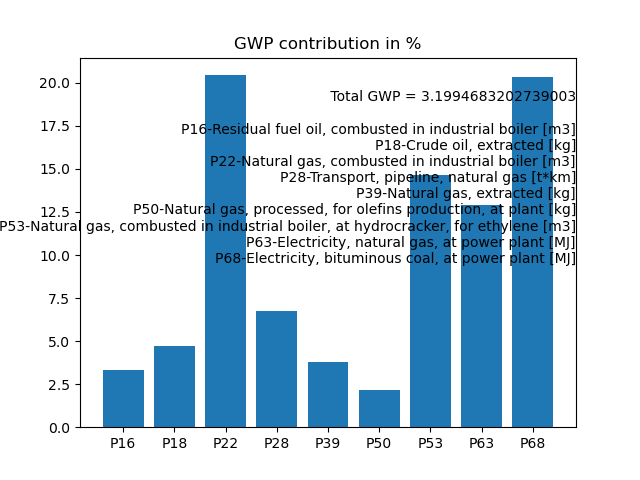 GWP contribution in %
20.0
17.5
15.0
12.5
10.0
7.5
5.0
2.5
0.0
Total GWP = 3.1994683202739003
P16-Residual fuel oil, combusted in industrial boiler [m3]
P18-Crude oil, extracted [kg]
P22-Natural gas, combusted in industrial boiler [m3]
P28-Transport, pipeline, natural gas [t*km]
P39-Natural gas, extracted [kg]
P50-Natural gas, processed, for olefins production, at plant [kg]
P53-Natural gas, combusted in industrial boiler, at hydrocracker, for ethylene [m3]
P63-Electricity, natural gas, at power plant [MJ]
P68-Electricity, bituminous coal, at power plant [MJ]
P16 P18 P22 P28 P39 P50 P53 P63 P68